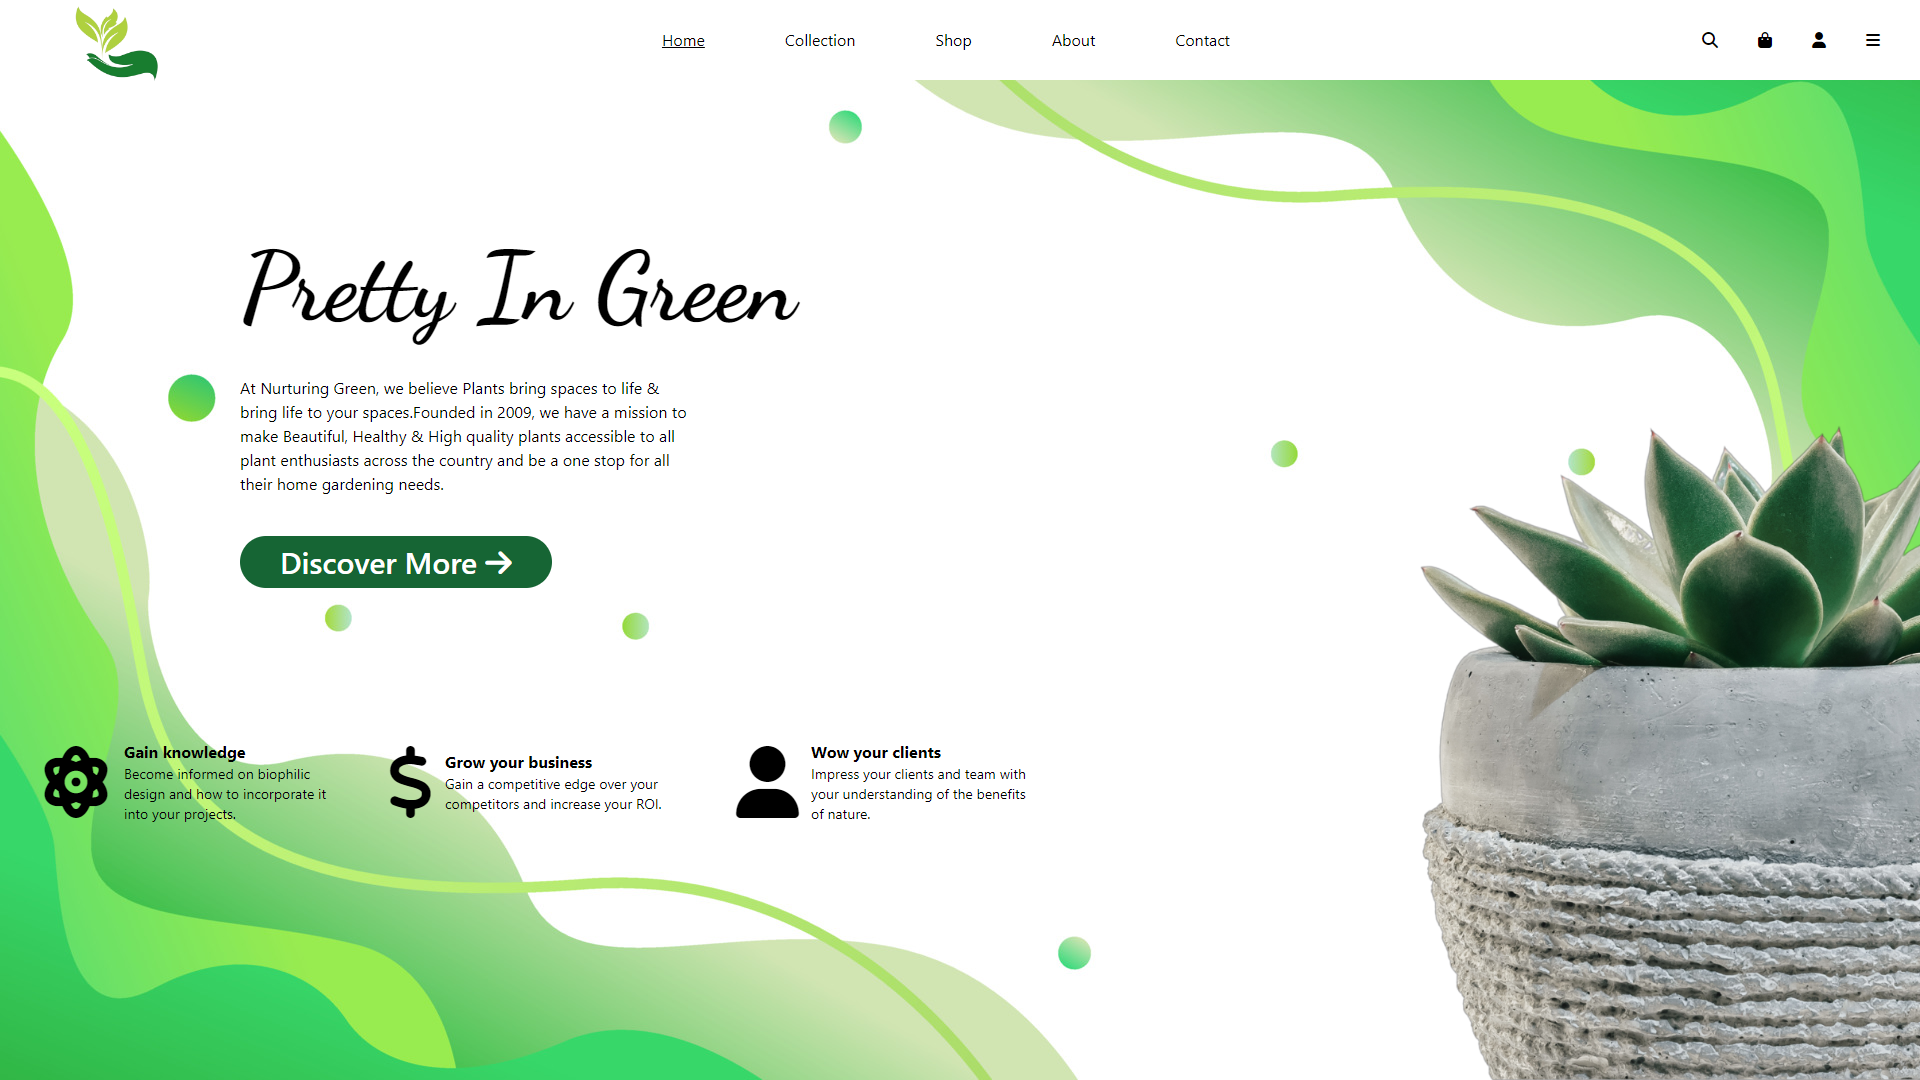 Home
Collection
Shop
About
Contact
Pretty In Green
At Nurturing Green, we believe Plants bring spaces to life &
bring life to your spaces.Founded in 2009, we have a mission to
make Beautiful, Healthy & High quality plants accessible to all
plant enthusiasts across the country and be a one stop for all
their home gardening needs.
Discover More
Gain knowledge
Become informed on biophilic
design and how to incorporate it
into your projects.
Grow your business
Gain a competitive edge over your
competitors and increase your ROI.
Wow your clients
Impress your clients and team with
your understanding of the benefits
of nature.